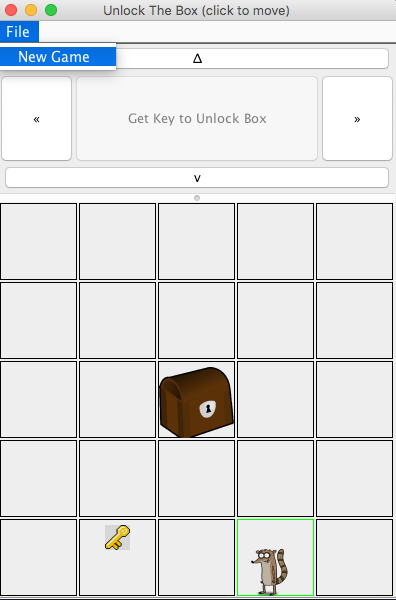 Unlock The Box (click to move)
File
New Game
Δ
«
Get Key to Unlock Box
»
v